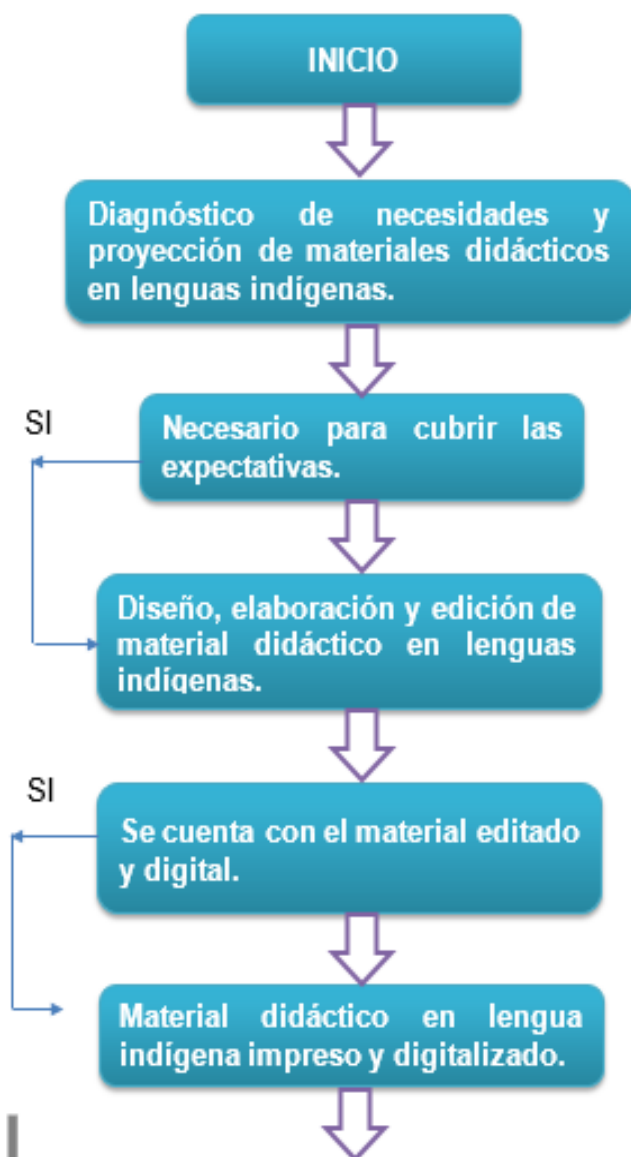 INICIO
Diagnóstico de necesidades y
proyección de materiales didácticos
en lenguas indígenas.
SI
Necesario para cubrir las
expectativas.
Diseño, elaboración y edición de
material didáctico en lenguas
indígenas.
SI
Se cuenta con el material editado
y digital.
Material didáctico en lengua
indígena impreso y digitalizado.